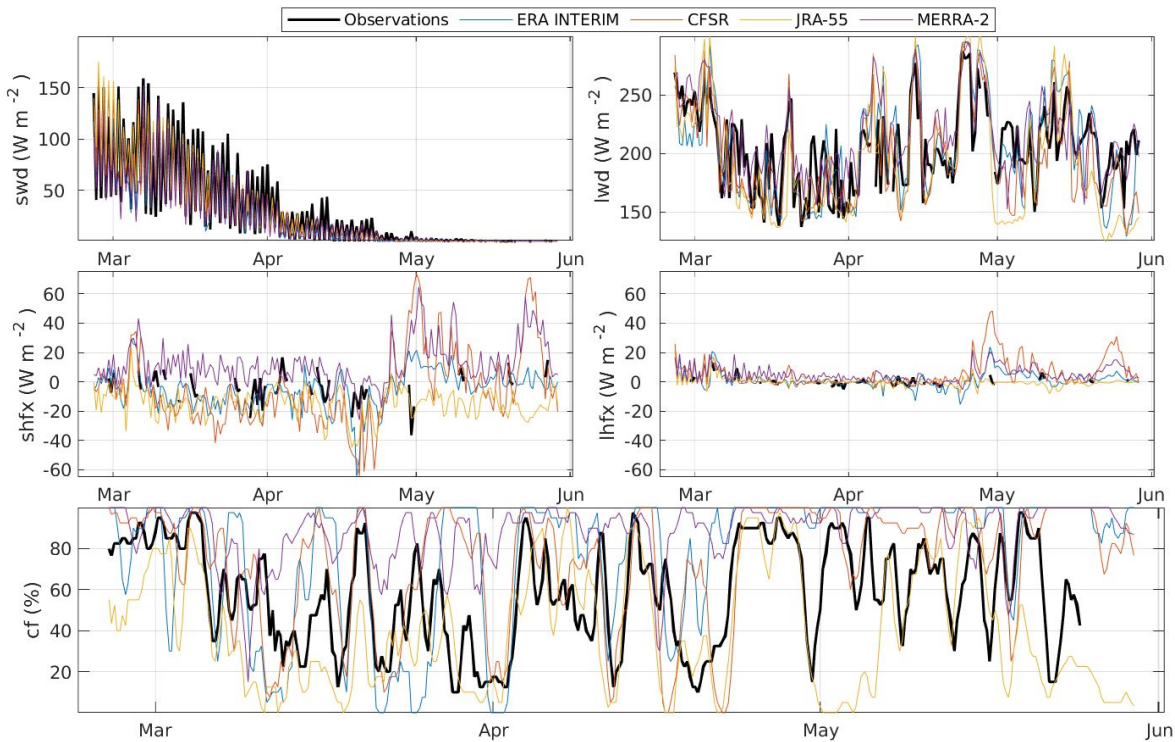 Observations ERA INTERIM CFSR JRA-55 MERRA-2
swd (W m -2 )
150
100
50
Mar Apr May Jun
lwd (W m -2 )
250
200
150
Mar Apr May Jun
shfx (W m -2 )
60
40
20
0
-20
-40
-60
Mar Apr May Jun
lhfx (W m -2 )
60
40
20
0
-20
-40
-60
Mar Apr May Jun
cf (%)
80
60
40
20
Mar Apr May Jun